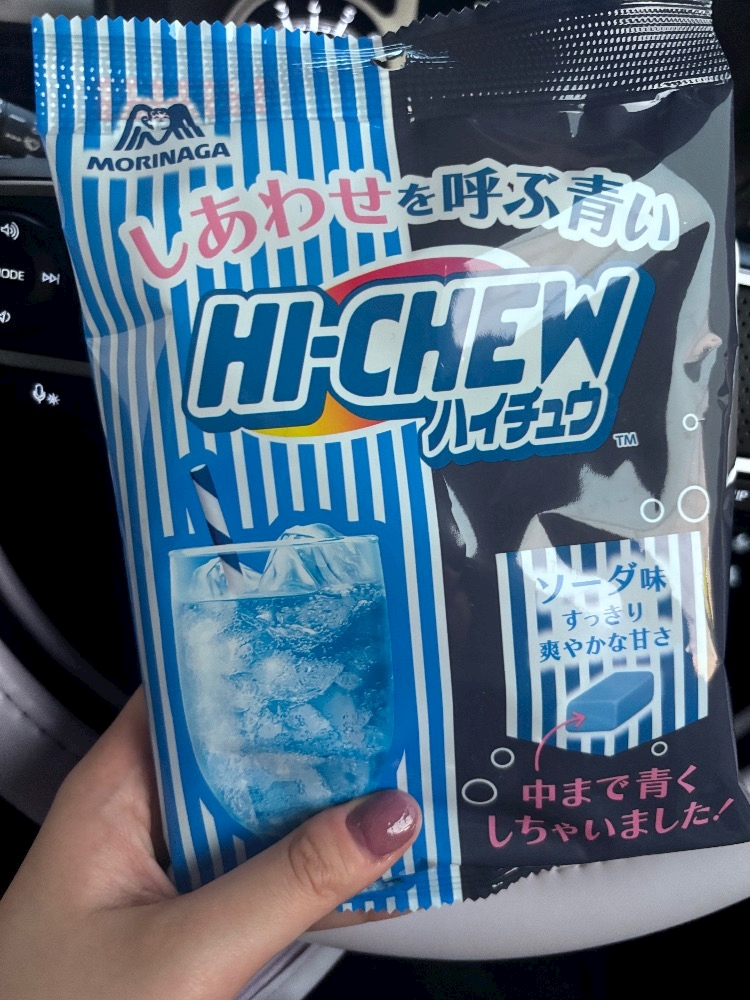 MORINAGA
しあわせを呼ぶ青い
HI-CHEW
ハイチュウ
TM
ソーダ味
すっきり
爽やかな甘さ
中まで青く
しちゃいました!
MODE